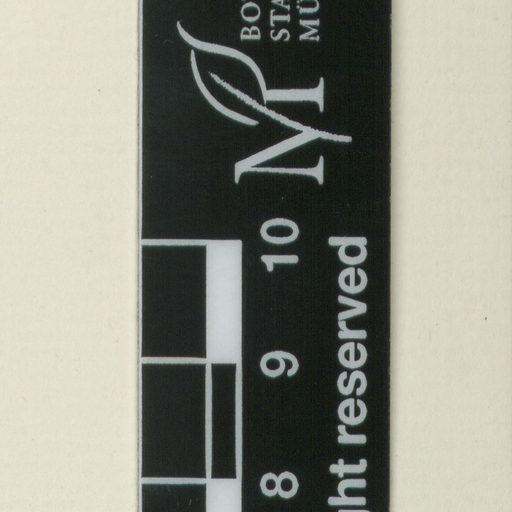 8 9 10
ght reserved
M
BO
STA
MÜ